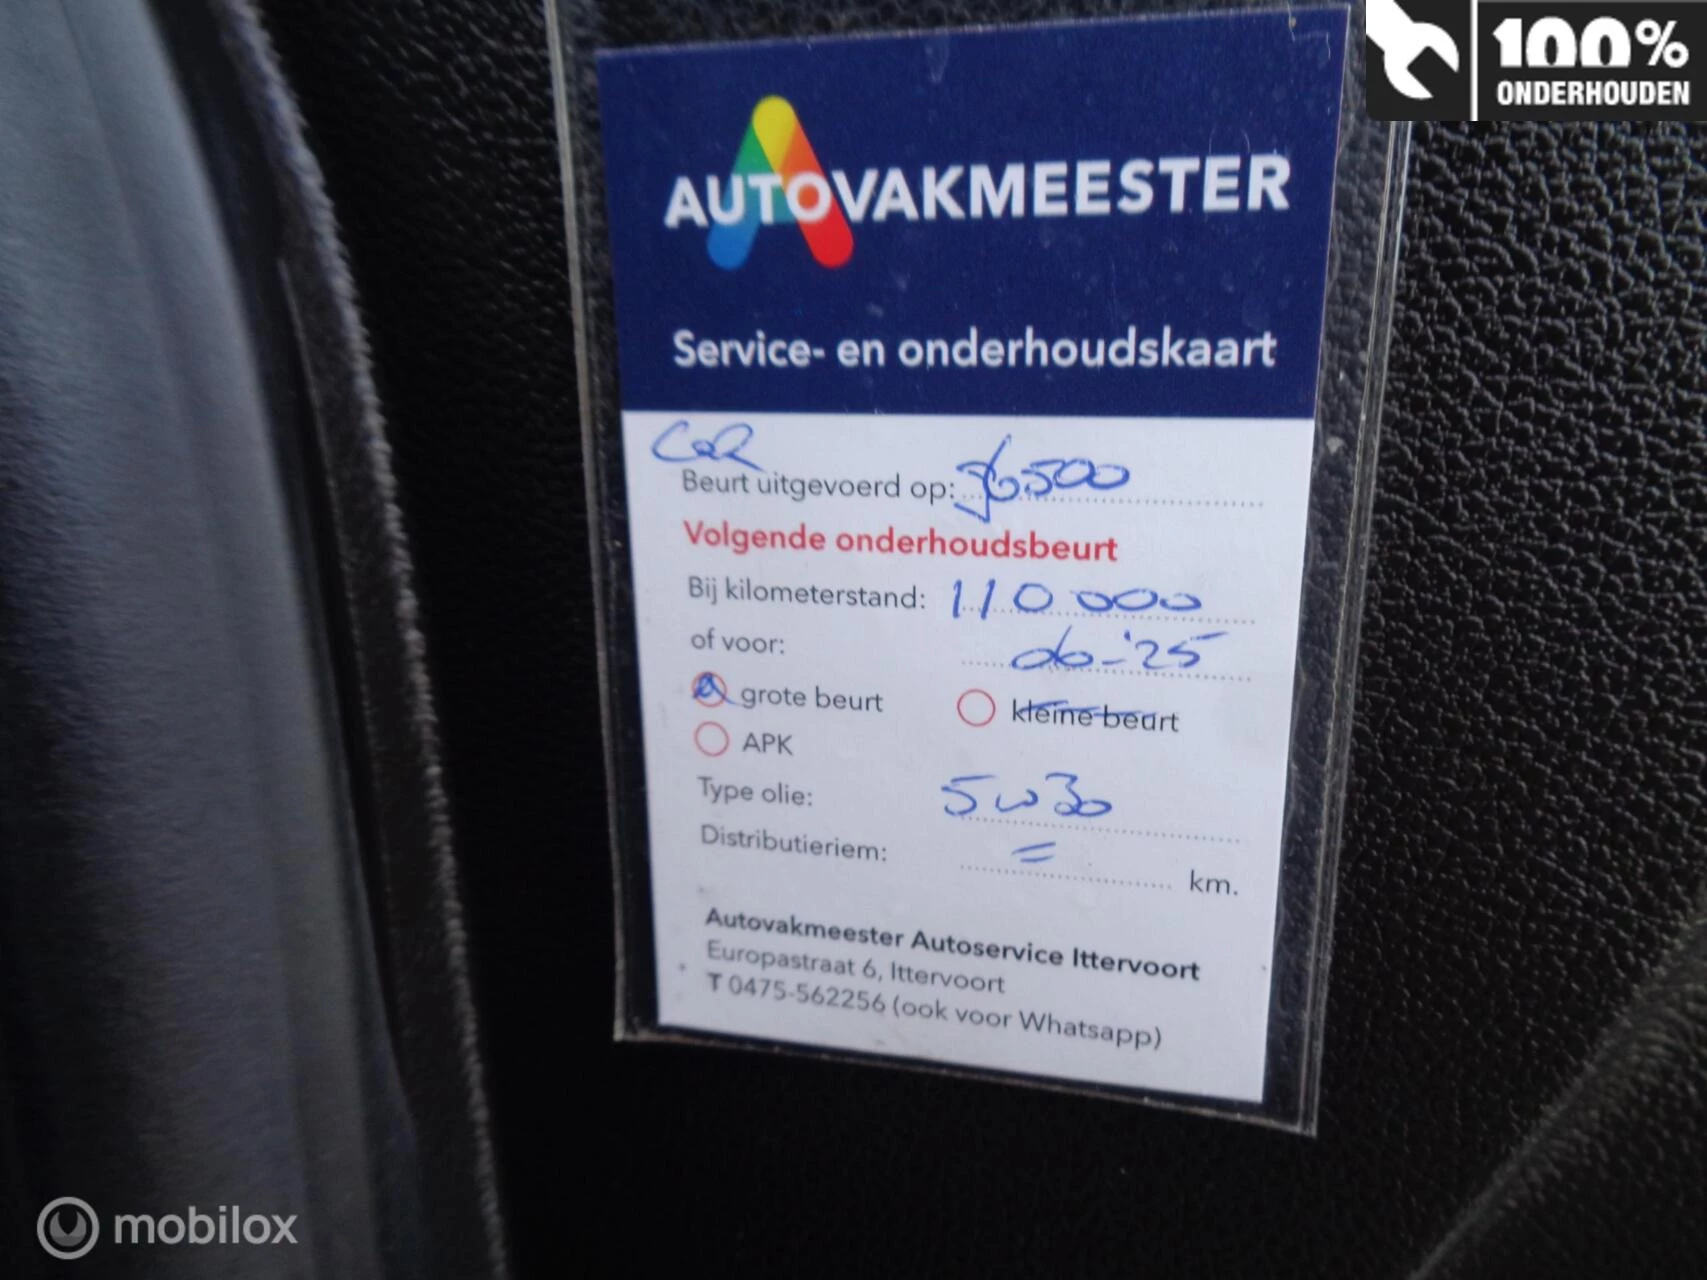 100%
ONDERHOUDEN
AUTOVAKMEESTER
Service- en onderhoudskaart
Beurt uitgevoerd op:
Volgende onderhoudsbeurt
Bij kilometerstand: 110 000
of voor: 06-'25
grote beurt kleine beurt
APK
Type olie: 5w30
Distributieriem: = km.
Autovakmeester Autoservice Ittervoort
Europastraat 6, Ittervoort
T 0475-562256 (ook voor Whatsapp)
mobilox